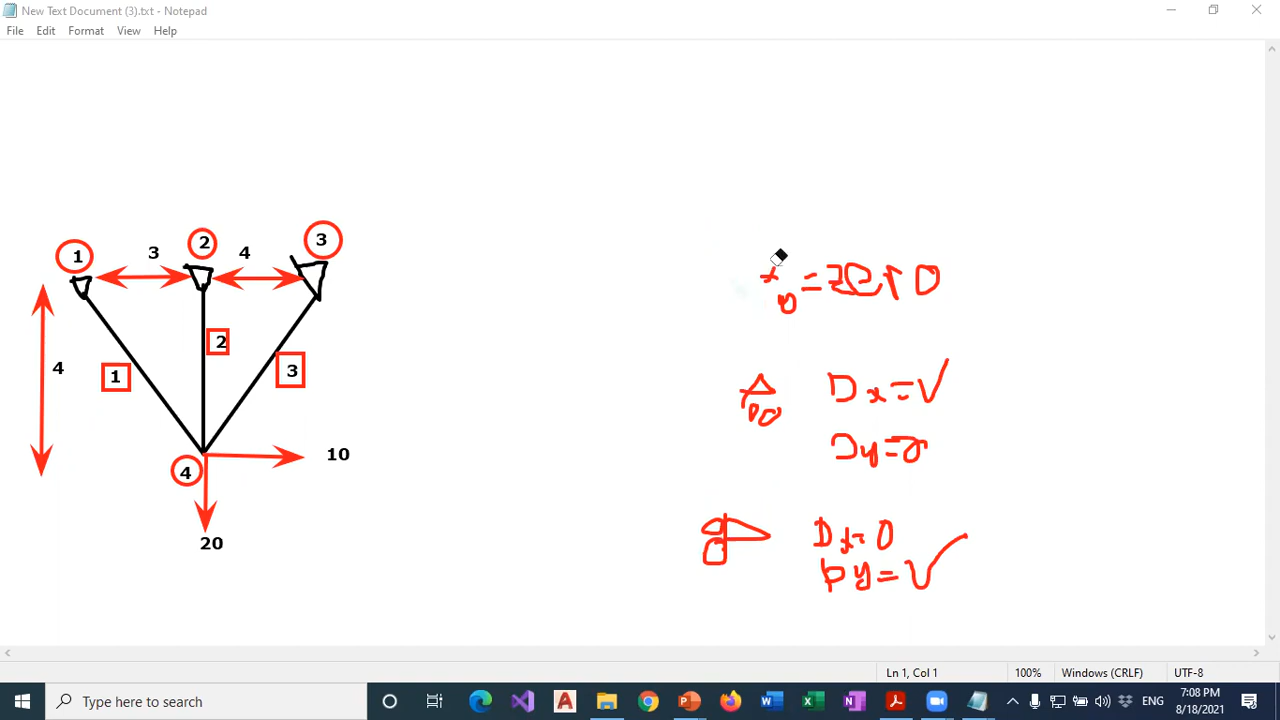 New Text Document (3).txt - Notepad
File Edit Format View Help
1 3 2 4 3
4 1 2 3
4 10
20
= zero
Dx=√
Dy=
Dx=0
Dy=√
Ln 1, Col 1 100% Windows (CRLF) UTF-8
Type here to search
ENG
7:08 PM
8/18/2021